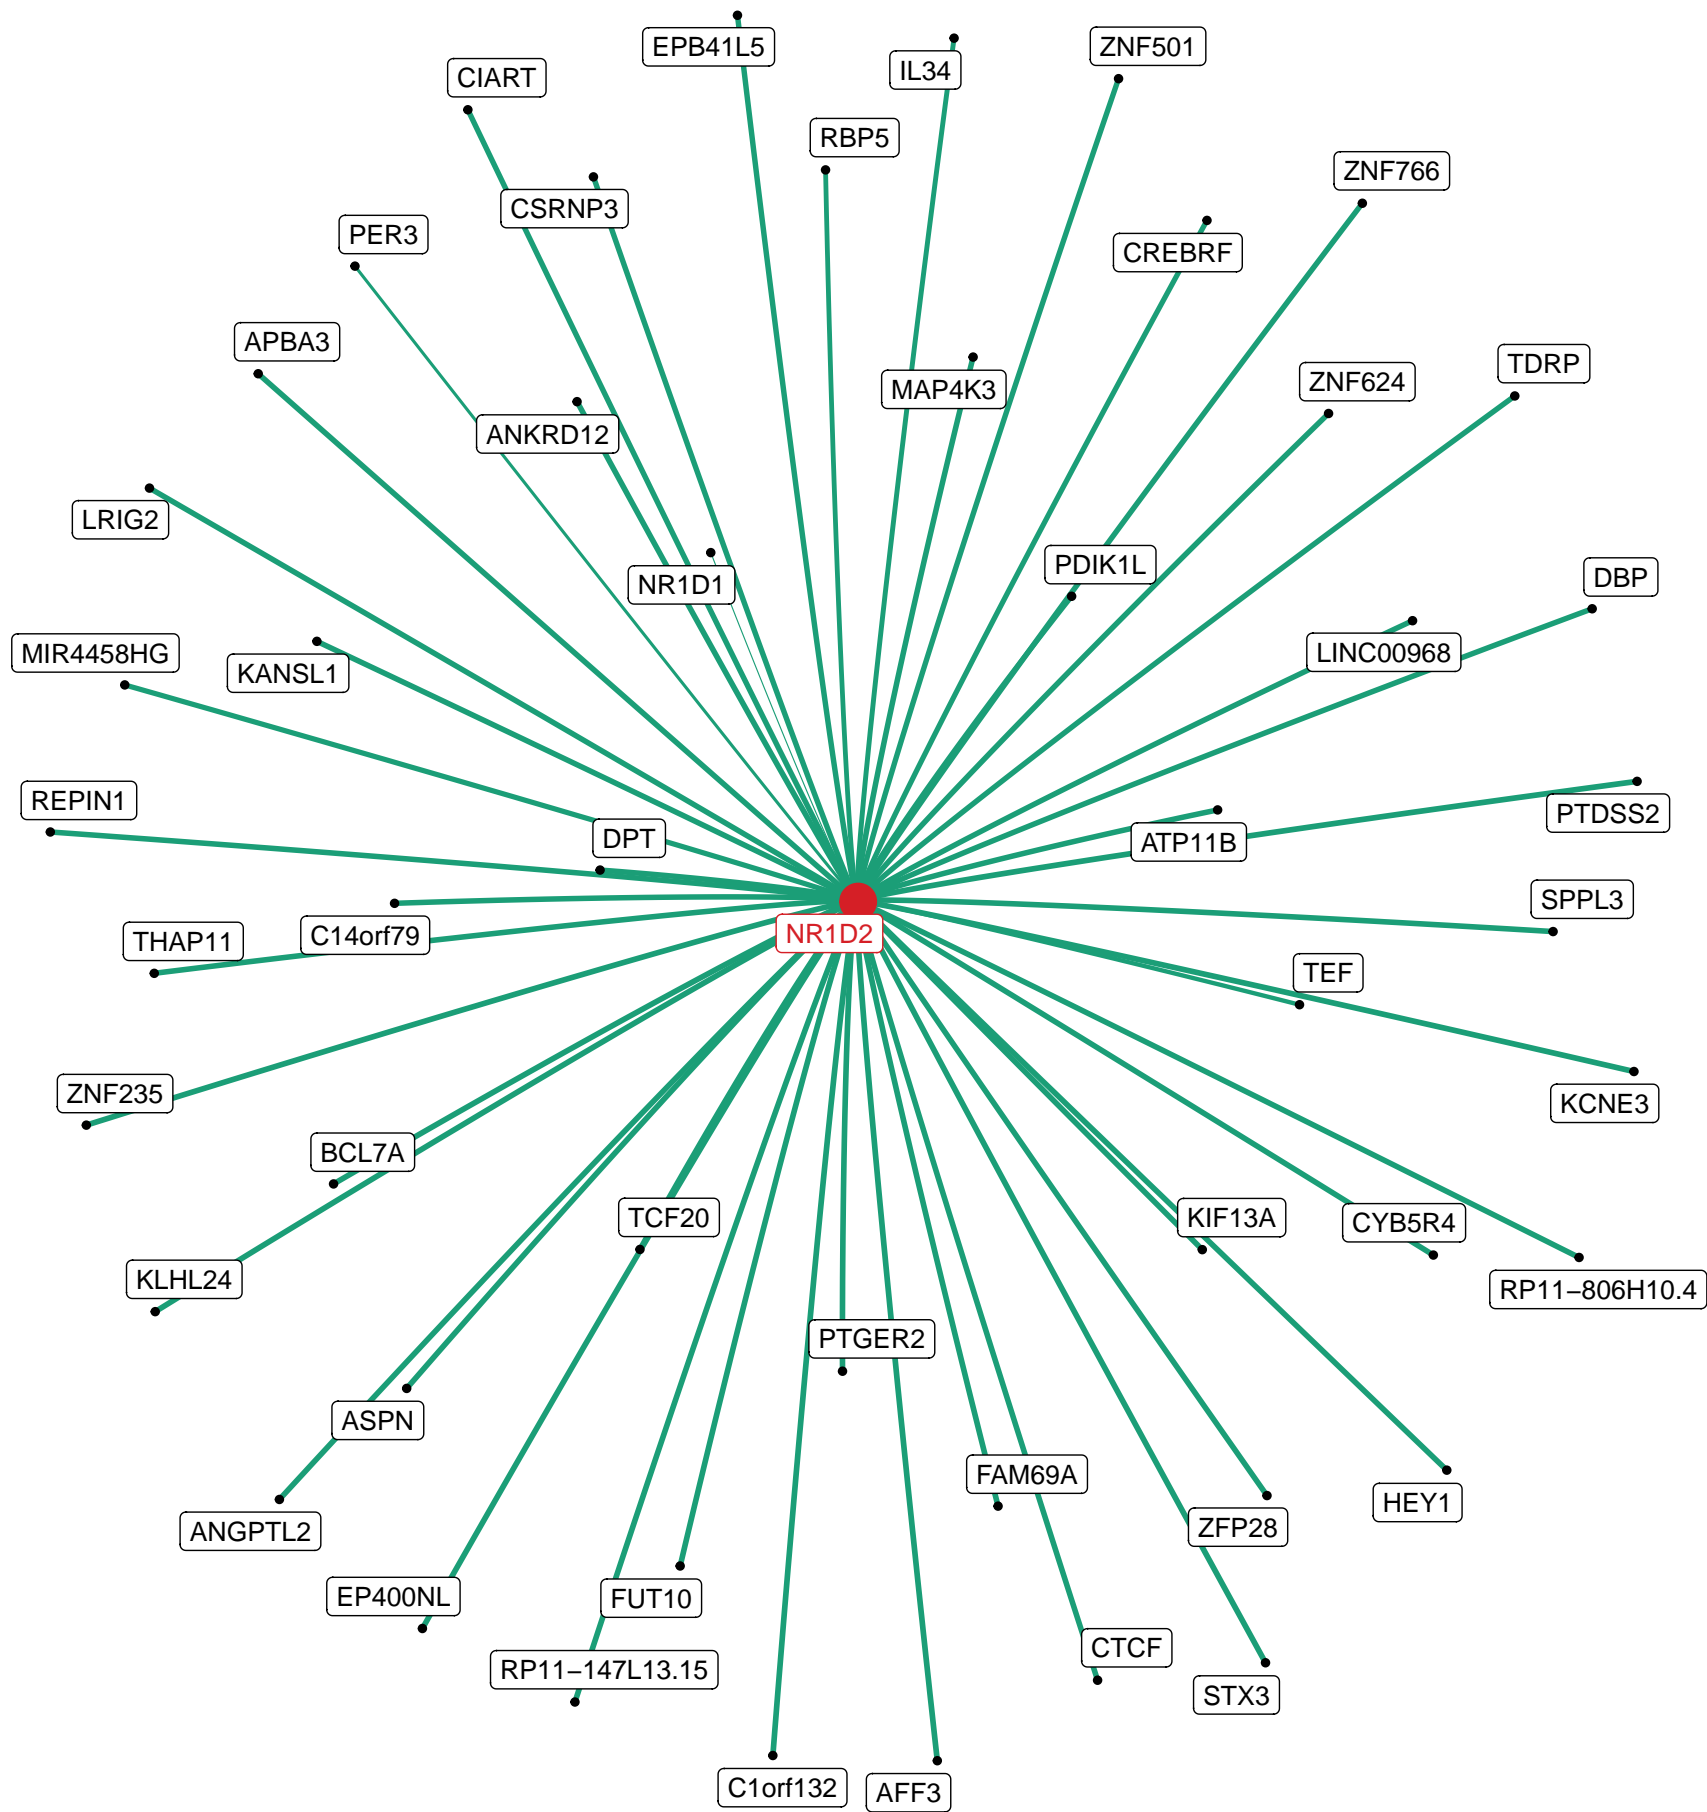 EPB41L5
ZNF501
IL34
CIART
RBP5
ZNF766
CSRNP3
PER3
CREBRF
APBA3
TDRP
ZNF624
MAP4K3
ANKRD12
LRIG2
PDIK1L
DBP
NR1D1
MIR4458HG
LINC00968
KANSL1
REPIN1
PTDSS2
DPT
ATP11B
SPPL3
NR1D2
C14orf79
THAP11
TEF
ZNF235
KCNE3
BCL7A
TCF20
KIF13A
CYB5R4
KLHL24
RP11−806H10.4
PTGER2
ASPN
FAM69A
HEY1
ZFP28
ANGPTL2
EP400NL
FUT10
CTCF
RP11−147L13.15
STX3
C1orf132
AFF3